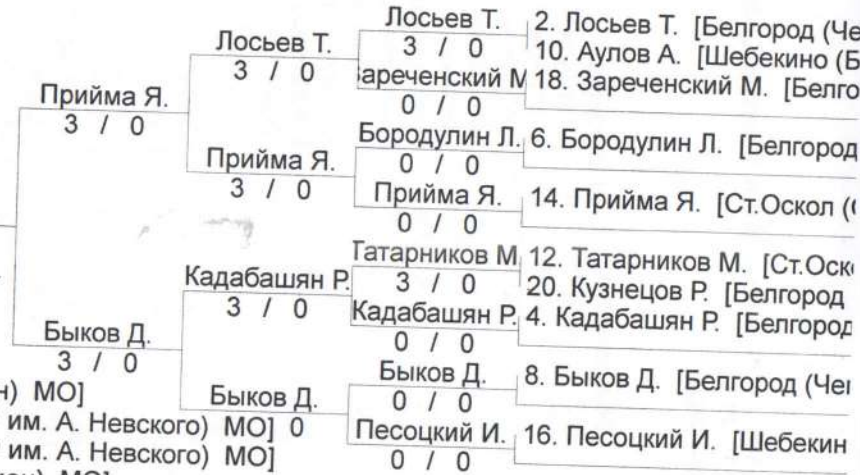 Лосьев Т. 2. Лосьев Т. [Белгород (Че
Лосьев Т. 3 / 0 10. Аулов А. [Шебекино (Б
3 / 0 Зареченский М 18. Зареченский М. [Белго
Прийма Я. 0 / 0
3 / 0 Бородулин Л. 6. Бородулин Л. [Белгород
Прийма Я. 0 / 0
3 / 0 Прийма Я. 14. Прийма Я. [Ст.Оскол (
0 / 0
Татарников М 12. Татарников М. [Ст.Оск
Кадабашян Р. 3 / 0 20. Кузнецов Р. [Белгород
3 / 0 Кадабашян Р. 4. Кадабашян Р. [Белгород
Быков Д. 0 / 0
3 / 0 Быков Д. 8. Быков Д. [Белгород (Че
н) МО] Быков Д. 0 / 0
им. А. Невского) МО] 0 Песоцкий И. 16. Песоцкий И. [Шебекин
им. А. Невского) МО] 0 / 0